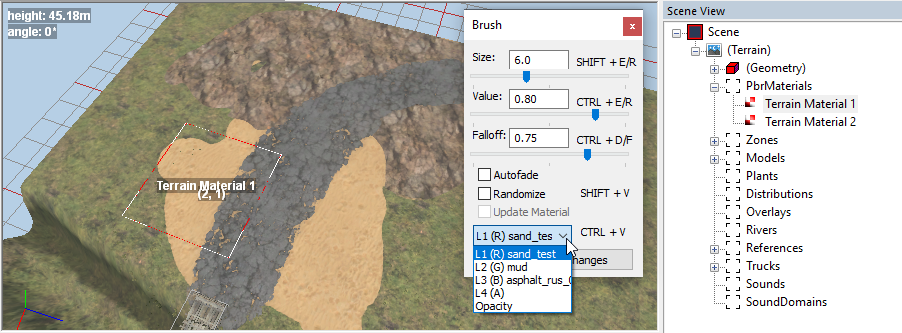 height: 45.18m
angle: 0*
Terrain Material 1
(2, 1)
Brush
Size:
6.0
SHIFT + E/R
Value:
0.80
CTRL + E/R
Falloff:
0.75
CTRL + D/F
Autofade
Randomize
SHIFT + V
Update Material
L1 (R) sand_tes
CTRL + V
L1 (R) sand_test
L2 (G) mud
L3 (B) asphalt_rus_
L4 (A)
Opacity
hanges
Scene View
Scene
(Terrain)
(Geometry)
PbrMaterials
Terrain Material 1
Terrain Material 2
Zones
Models
Plants
Distributions
Overlays
Rivers
References
Trucks
Sounds
SoundDomains